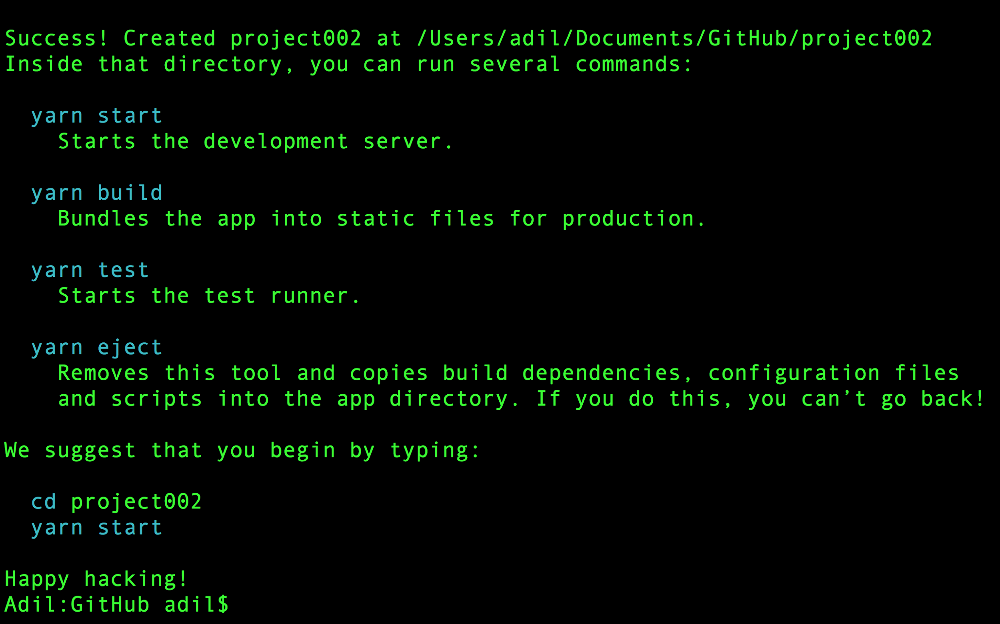 Success! Created project002 at /Users/adil/Documents/GitHub/project002
Inside that directory, you can run several commands:
yarn start
Starts the development server.
yarn build
Bundles the app into static files for production.
yarn test
Starts the test runner.
yarn eject
Removes this tool and copies build dependencies, configuration files
and scripts into the app directory. If you do this, you can’t go back!
We suggest that you begin by typing:
cd project002
yarn start
Happy hacking!
Adil:GitHub adil$